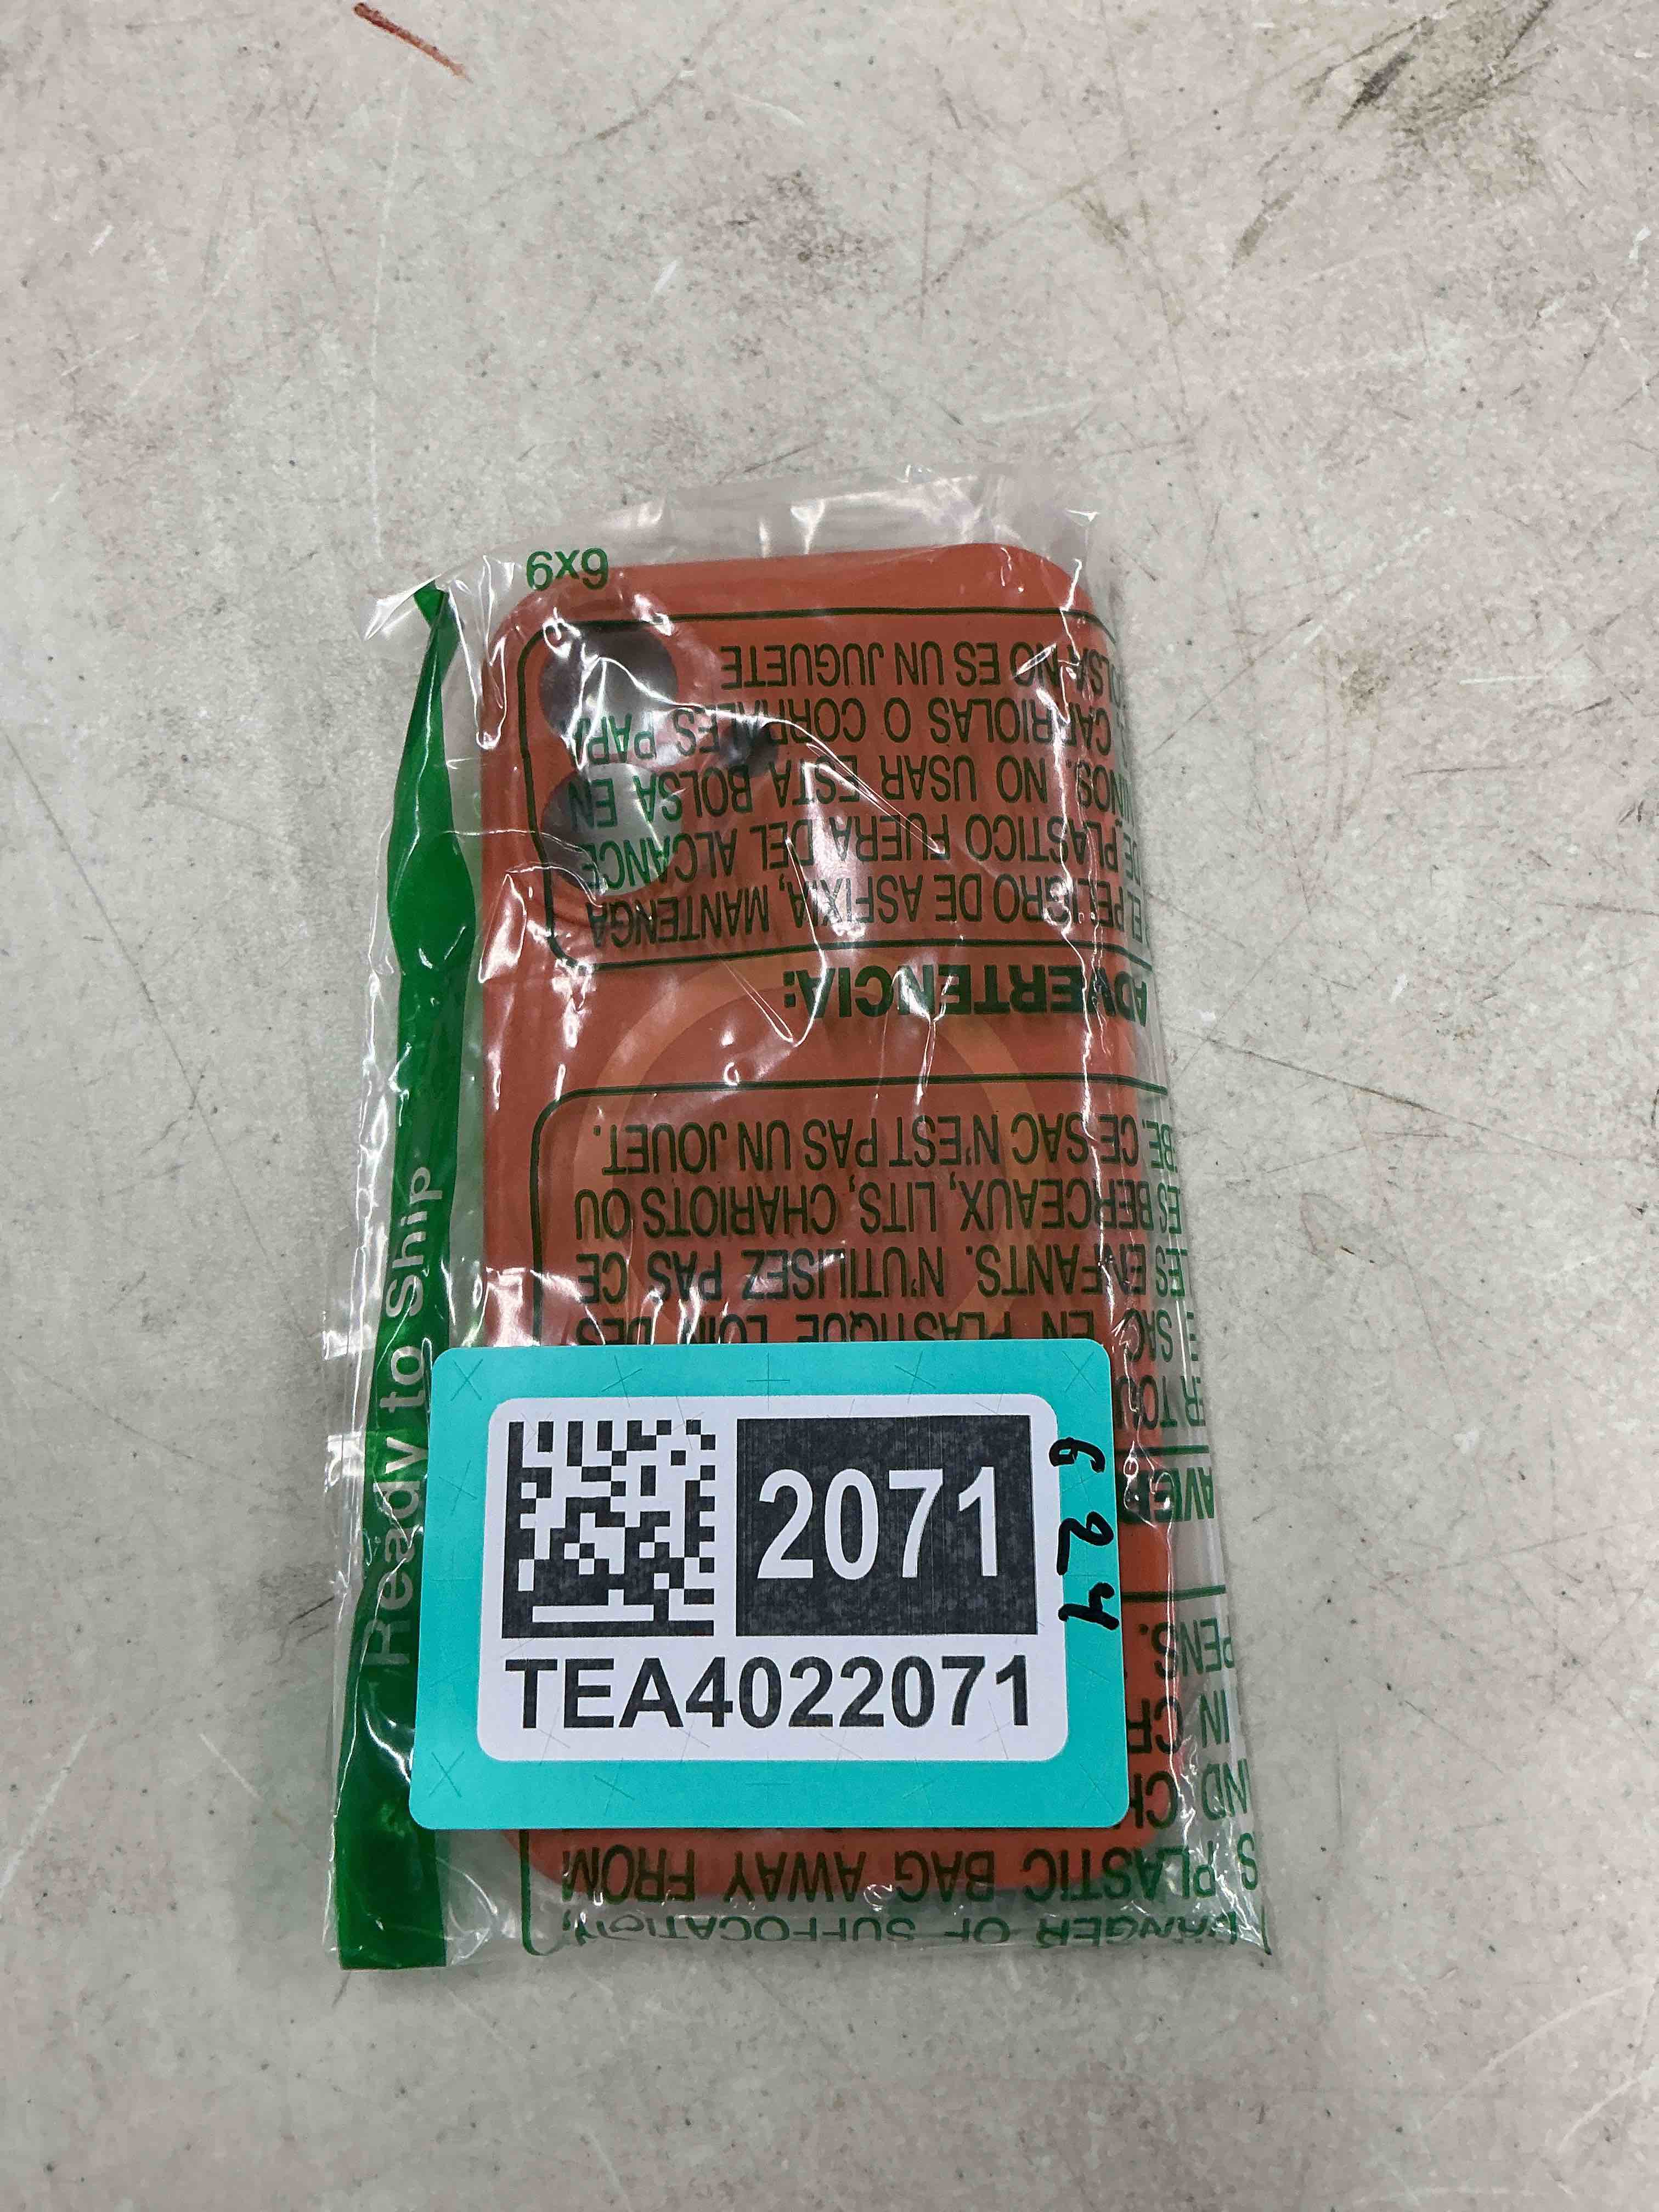 6x9
Ready to Ship
2071
TEA4022071
624
DANGER OF SUFFOCATION,
PLASTIC BAG AWAY FROM
IN
PENS.
SAC EN PLASTIQUE LOIN DES
LES ENFANTS. N'UTILISEZ PAS CE
BERCEAUX, LITS, CHARIOTS OU
CE SAC N'EST PAS UN JOUET.
ADVERTENCIA:
EL PELIGRO DE ASFIXIA, MANTENGA
DE PLASTICO FUERA DEL ALCANCE
NO USAR ESTA BOLSA EN
CARRIOLAS O CORRALES PARA
NO ES UN JUGUETE